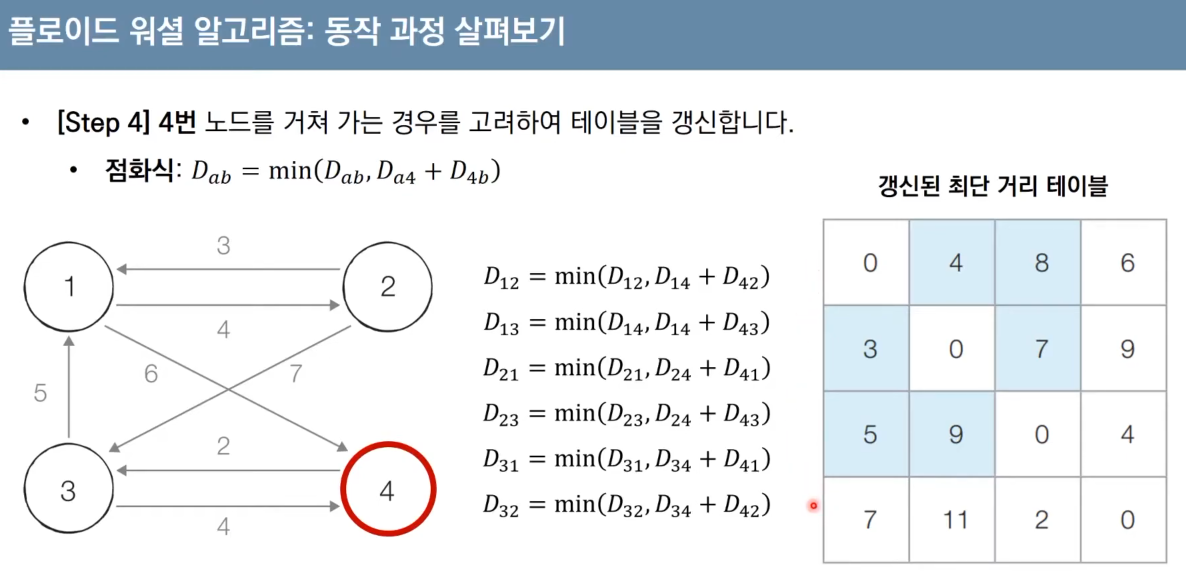 플로이드 워셜 알고리즘: 동작 과정 살펴보기
• [Step 4] 4번 노드를 거쳐 가는 경우를 고려하여 테이블을 갱신합니다.
• 점화식: D_ab = min(D_ab, D_a4 + D_4b)
3
1
2
4
6
7
5
2
3
4
4
D_12 = min(D_12, D_14 + D_42)
D_13 = min(D_14, D_14 + D_43)
D_21 = min(D_21, D_24 + D_41)
D_23 = min(D_23, D_24 + D_43)
D_31 = min(D_31, D_34 + D_41)
D_32 = min(D_32, D_34 + D_42)
갱신된 최단 거리 테이블
0 4 8 6
3 0 7 9
5 9 0 4
7 11 2 0